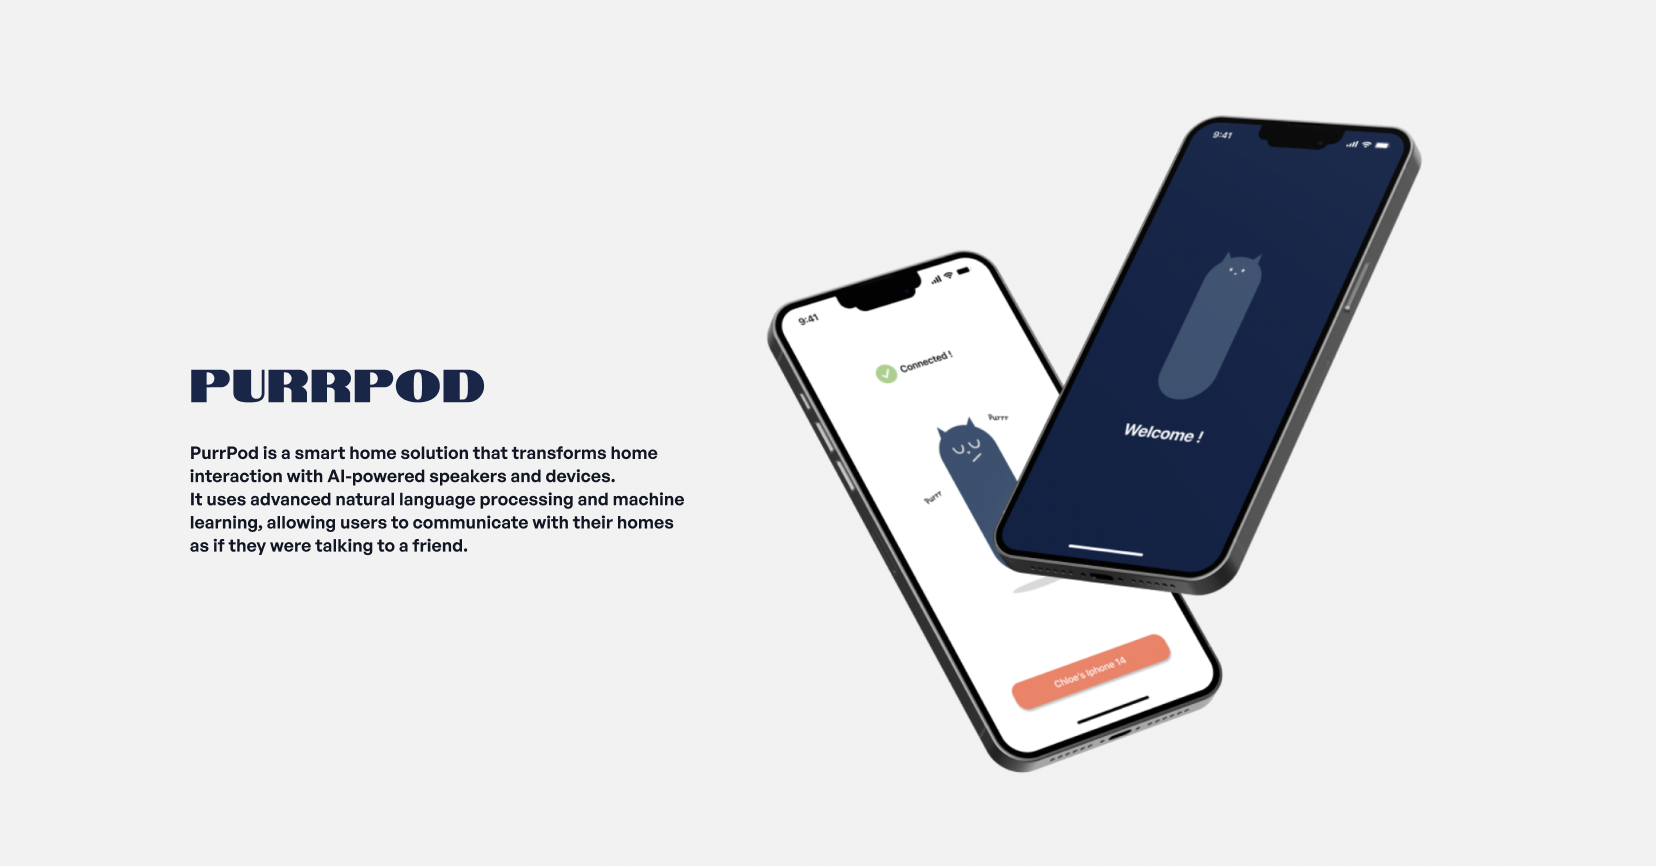 PURRPOD
PurrPod is a smart home solution that transforms home
interaction with AI-powered speakers and devices.
It uses advanced natural language processing and machine
learning, allowing users to communicate with their homes
as if they were talking to a friend.
9:41
Connected !
Purrr
Purrr
Chloe's Iphone 14
9:41
Welcome !